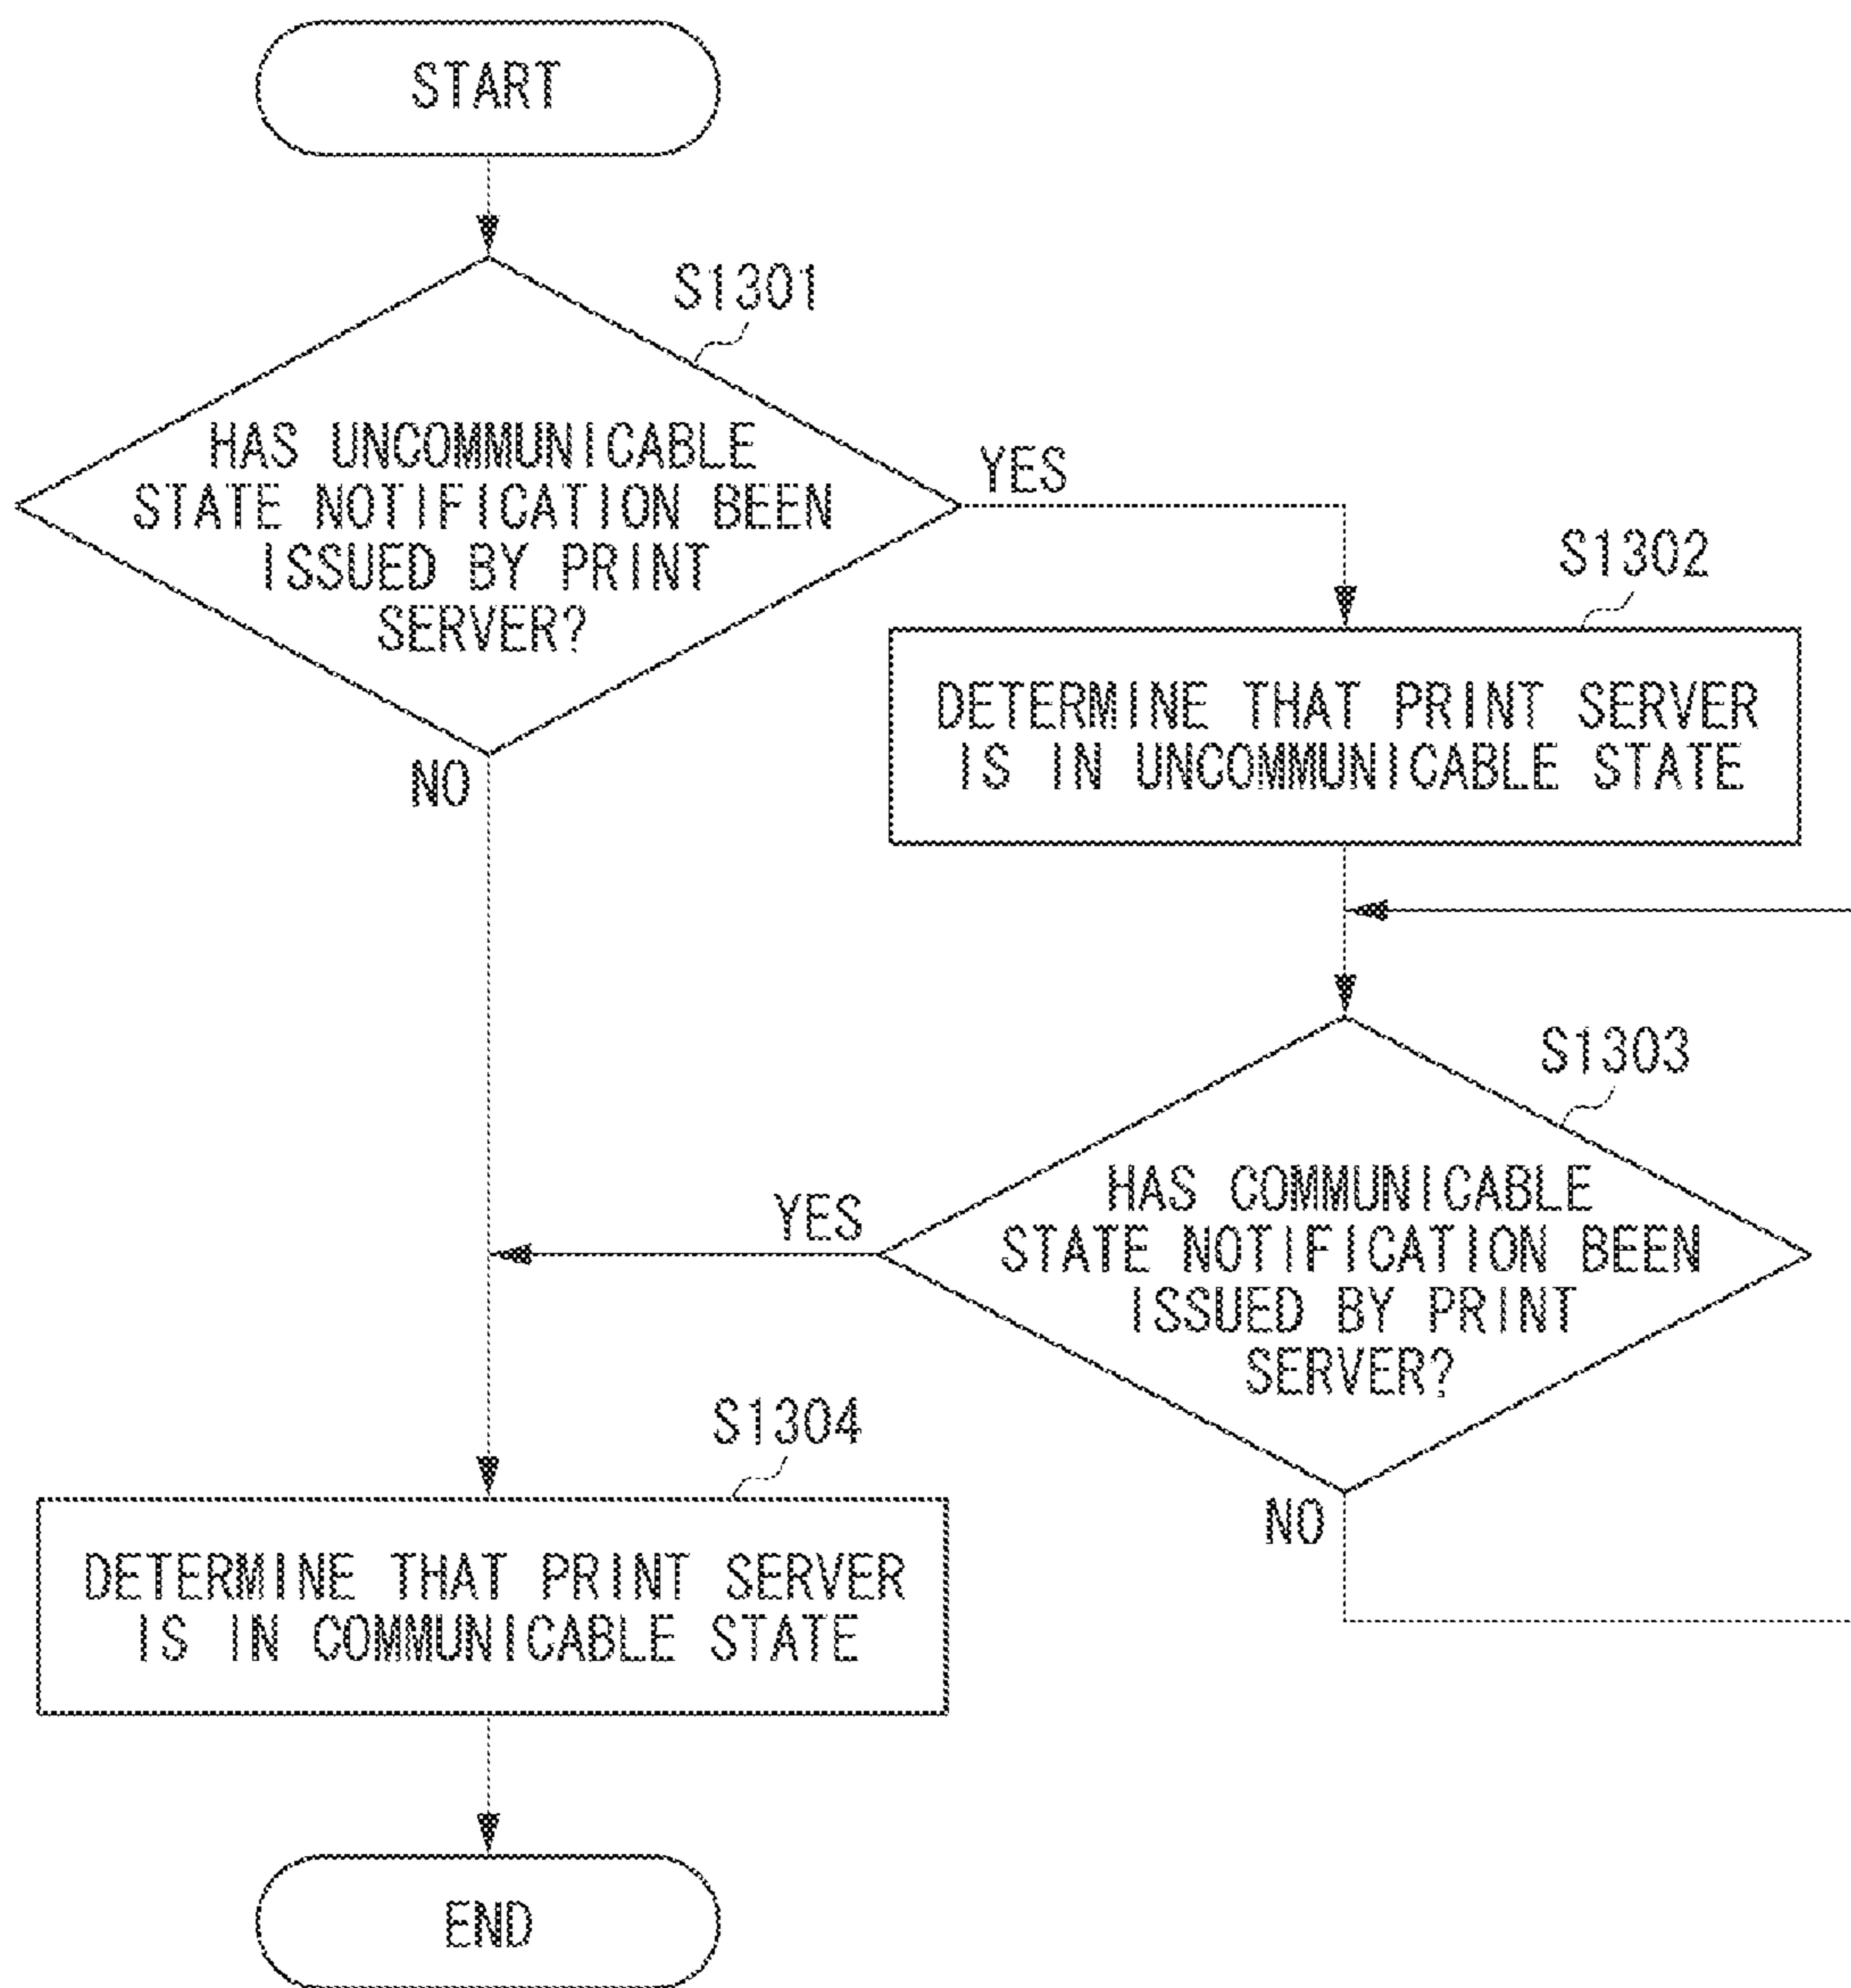 START
S1301
HAS UNCOMMUNICABLE
STATE NOTIFICATION BEEN
ISSUED BY PRINT
SERVER?
YES
NO
S1302
DETERMINE THAT PRINT SERVER
IS IN UNCOMMUNICABLE STATE
S1303
HAS COMMUNICABLE
STATE NOTIFICATION BEEN
ISSUED BY PRINT
SERVER?
YES
NO
S1304
DETERMINE THAT PRINT SERVER
IS IN COMMUNICABLE STATE
END